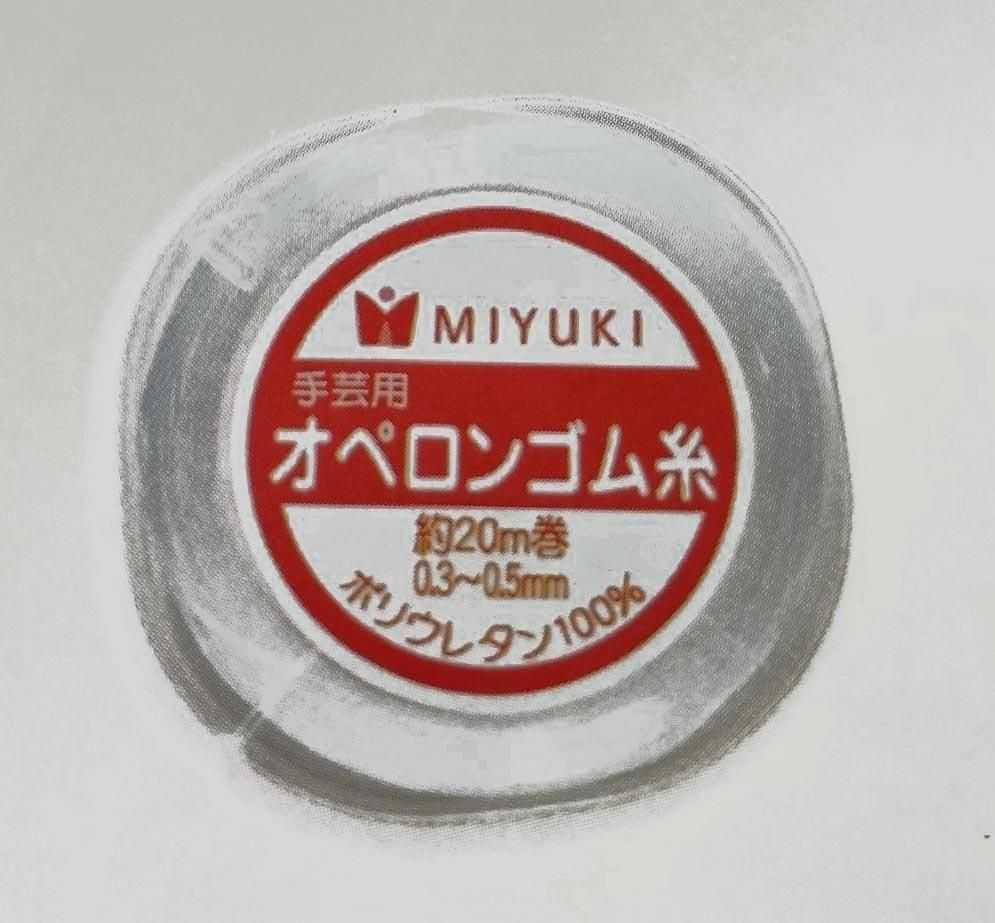 MIYUKI
手芸用
オペロンゴム糸
約20m巻
0.3~0.5mm
ポリウレタン100%